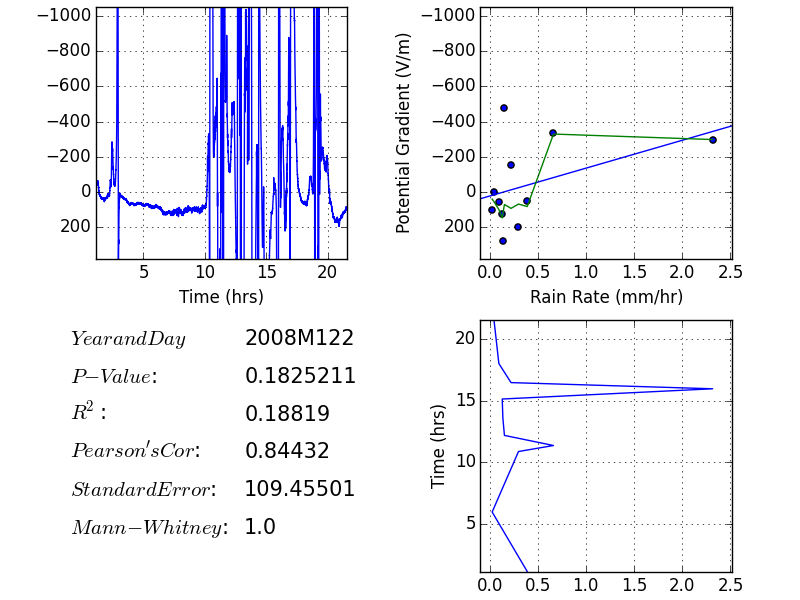 −1000
−800
−600
−400
−200
0
200
5 10 15 20
Time (hrs)
Potential Gradient (V/m)
−1000
−800
−600
−400
−200
0
200
0.0 0.5 1.0 1.5 2.0 2.5
Rain Rate (mm/hr)
YearandDay 2008M122
P−Value: 0.1825211
R²: 0.18819
Pearson'sCor: 0.84432
StandardError: 109.45501
Mann−Whitney: 1.0
Time (hrs)
20
15
10
5
0.0 0.5 1.0 1.5 2.0 2.5